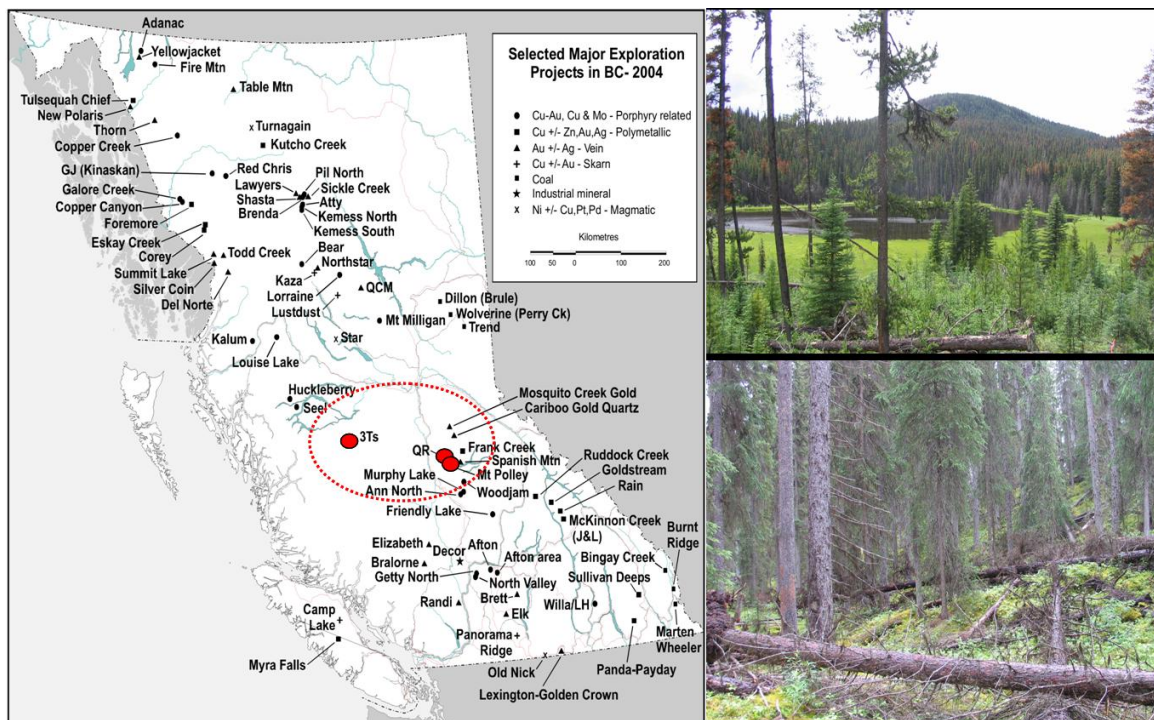 Adanac
Yellowjacket
Fire Mtn
Table Mtn
Tulsequah Chief
New Polaris
Thorn
Copper Creek
Turnagain
Kutcho Creek
GJ (Kinaskan)
Red Chris
Galore Creek
Copper Canyon
Foremore
Eskay Creek
Corey
Lawyers
Shasta
Brenda
Pil North
Sickle Creek
Atty
Kemess North
Kemess South
Todd Creek
Summit Lake
Silver Coin
Del Norte
Bear
Northstar
Kaza
QCM
Lorraine
Lustdust
Dillon (Brule)
Wolverine (Perry Ck)
Trend
Mt Milligan
Star
Kalum
Louise Lake
Huckleberry
Seel
Mosquito Creek Gold
Cariboo Gold Quartz
3Ts
QR
Frank Creek
Spanish Mtn
Mt Polley
Murphy Lake
Woodjam
Ann North
Friendly Lake
Ruddock Creek
Goldstream
Rain
McKinnon Creek
(J&L)
Burnt
Ridge
Elizabeth
Decor
Afton
Afton area
Bingay Creek
Bralorne
Getty North
North Valley
Sullivan Deeps
Brett
Randi
Elk
Willa/LH
Camp
Lake
Panorama
Ridge
Marten
Wheeler
Myra Falls
Old Nick
Panda-Payday
Lexington-Golden Crown
Selected Major Exploration
Projects in BC- 2004
Cu-Au, Cu & Mo - Porphyry related
Cu +/- Zn,Au,Ag - Polymetallic
Au +/- Ag - Vein
Cu +/- Au - Skarn
Coal
Industrial mineral
Ni +/- Cu,Pt,Pd - Magmatic
Kilometres
100 50 0 100 200